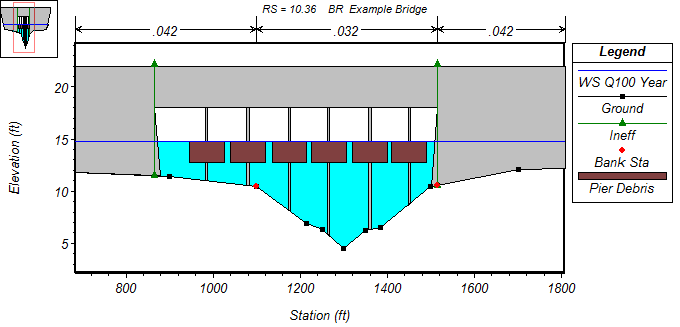 RS = 10.36 BR Example Bridge
.042
.032
.042
Legend
WS Q100 Year
Ground
Ineff
Bank Sta
Pier Debris
Elevation (ft)
20
15
10
5
800
1000
1200
1400
1600
1800
Station (ft)